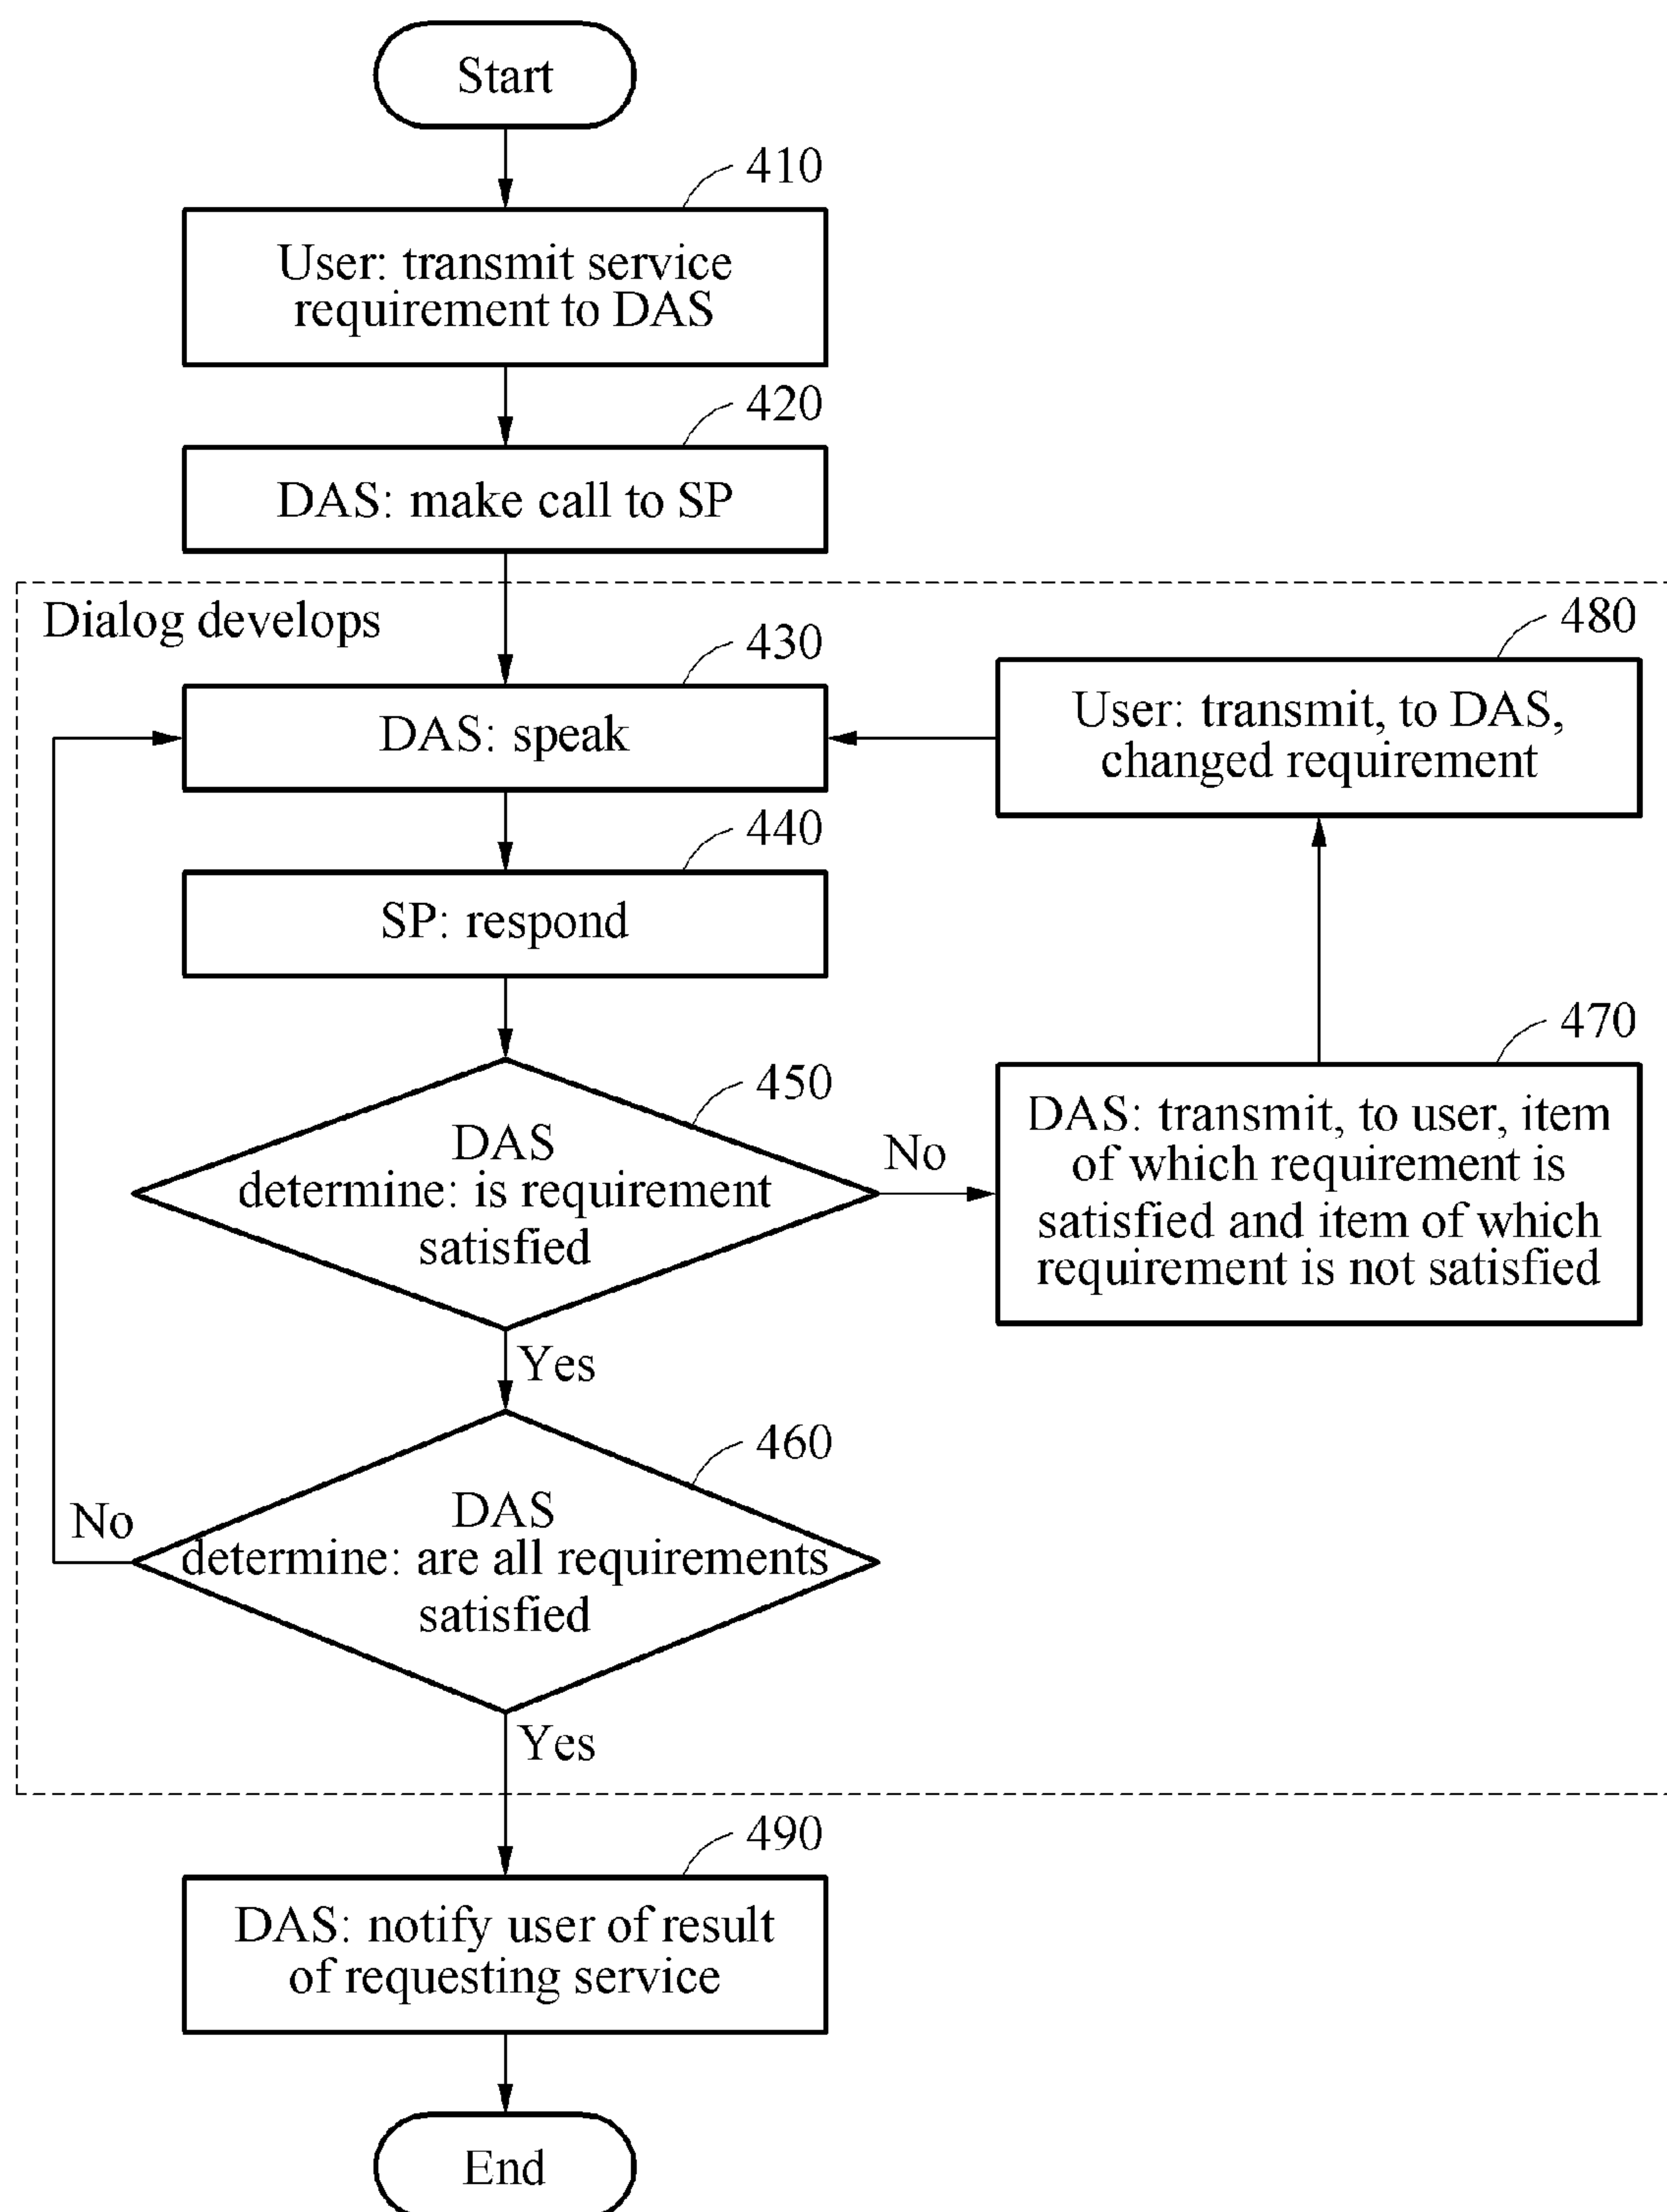 Start
410
User: transmit service
requirement to DAS
420
DAS: make call to SP
Dialog develops
430
DAS: speak
480
User: transmit, to DAS,
changed requirement
440
SP: respond
450
DAS
determine: is requirement
satisfied
No
470
DAS: transmit, to user, item
of which requirement is
satisfied and item of which
requirement is not satisfied
Yes
460
DAS
determine: are all requirements
satisfied
No
Yes
490
DAS: notify user of result
of requesting service
End